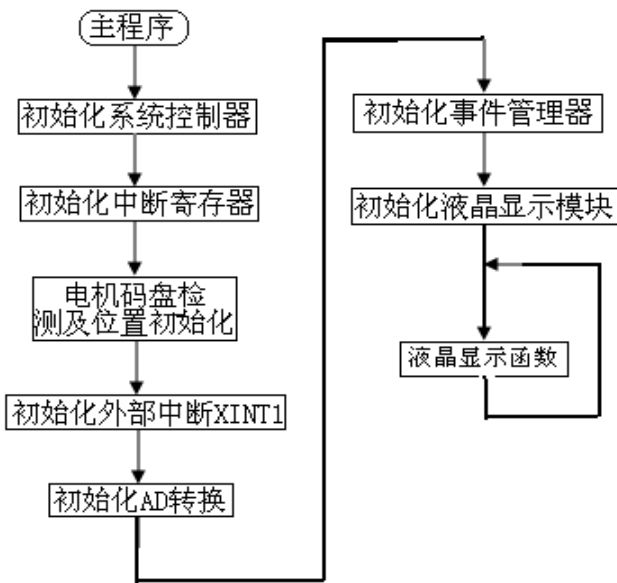 主程序
初始化系统控制器
初始化中断寄存器
电机码盘检
测及位置初始化
初始化外部中断XINT1
初始化AD转换
初始化事件管理器
初始化液晶显示模块
液晶显示函数